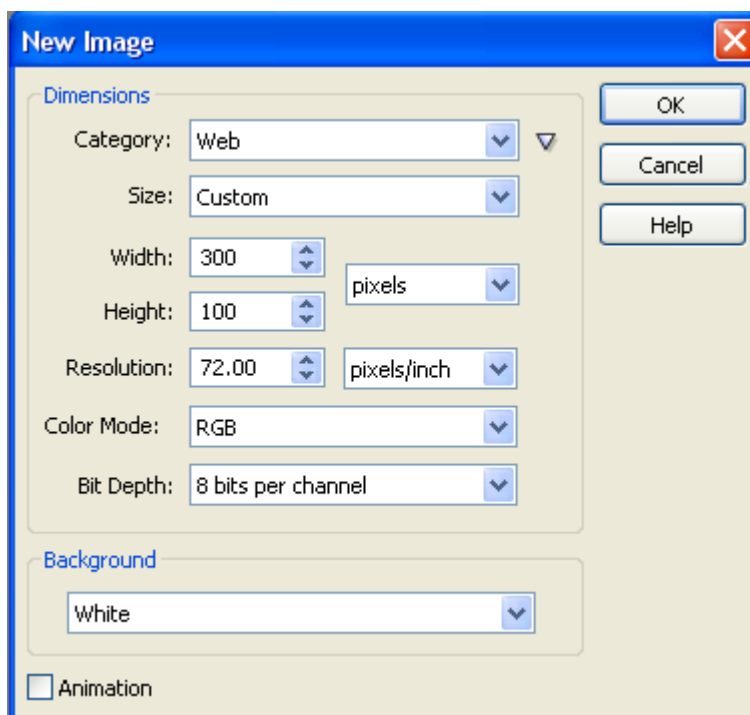 New Image
Dimensions
Category: Web
Size: Custom
Width: 300
pixels
Height: 100
Resolution: 72.00 pixels/inch
Color Mode: RGB
Bit Depth: 8 bits per channel
Background
White
Animation
OK
Cancel
Help